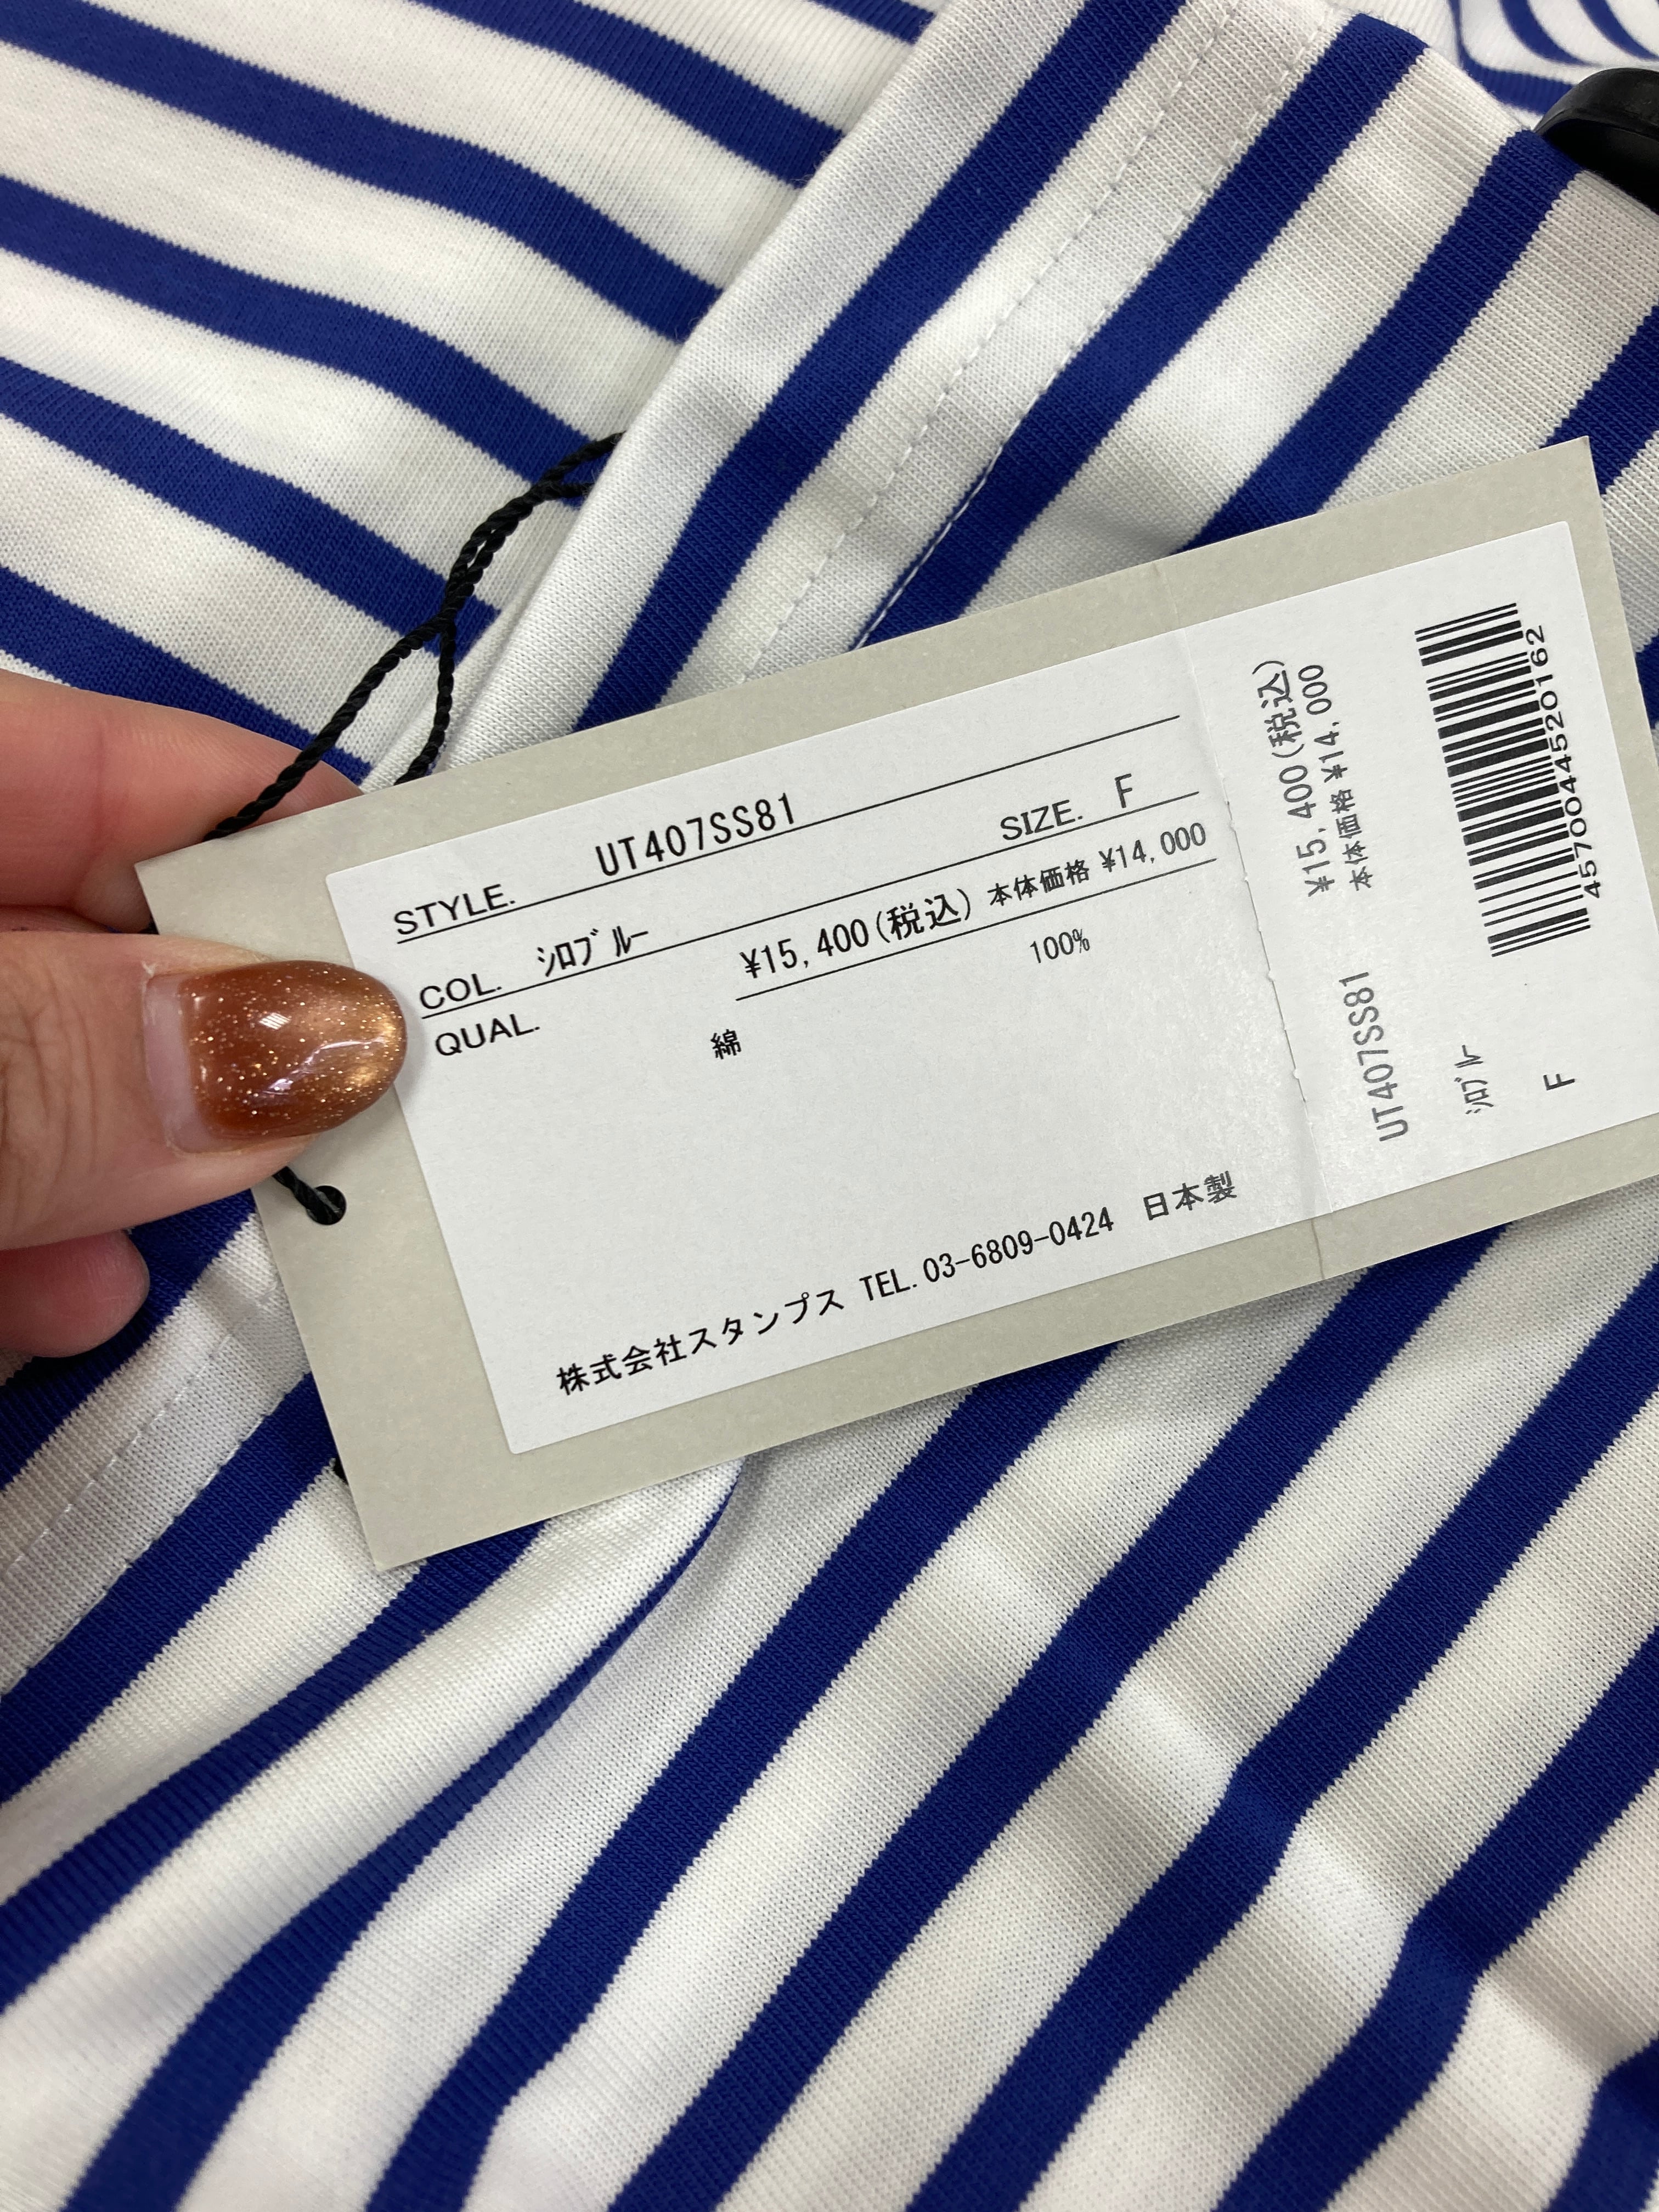 STYLE. UT407SS81
COL. ｼﾛﾌﾞﾙｰ SIZE. F
¥15,400(税込) 本体価格 ¥14,000
QUAL.
綿 100%
株式会社スタンプス TEL. 03-6809-0424 日本製
¥15,400(税込)
本体価格 ¥14,000
4570044520162
UT407SS81
ｼﾛﾌﾞﾙｰ
F